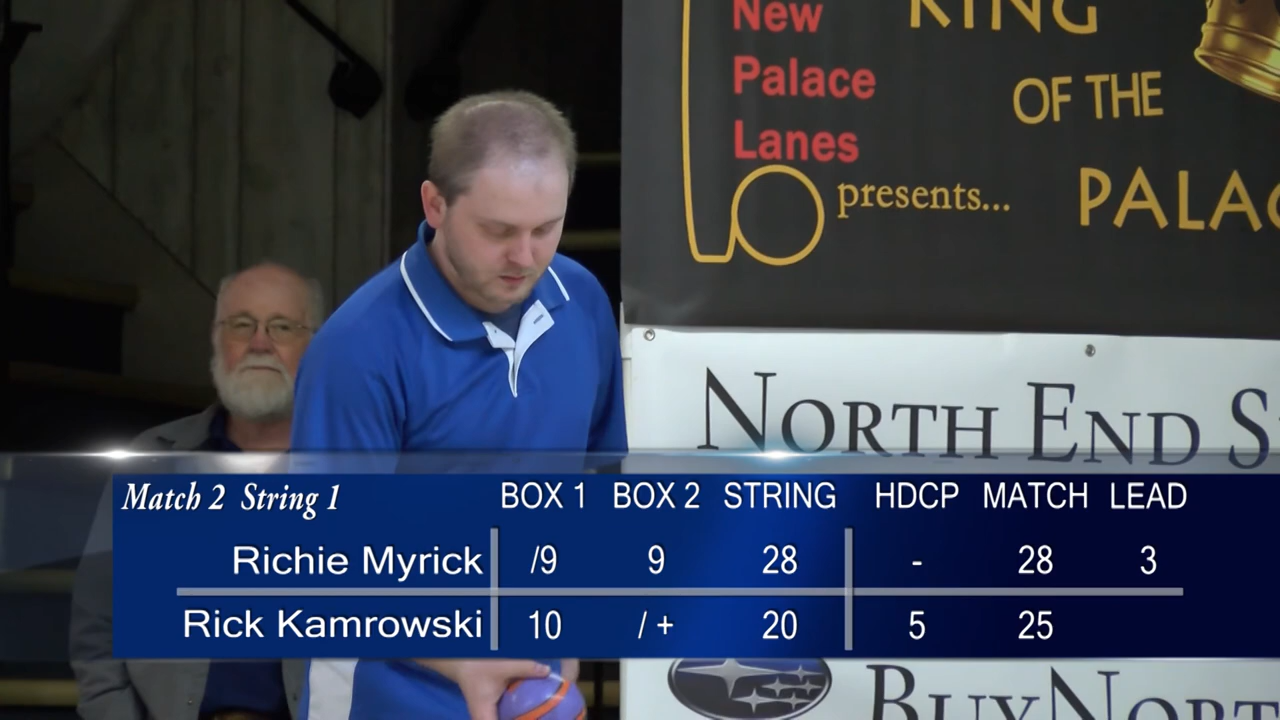 New
Palace
Lanes
presents...
KING
OF THE
PALAC
NORTH END S
Match 2 String 1 BOX 1 BOX 2 STRING HDCP MATCH LEAD
Richie Myrick /9 9 28 - 28 3
Rick Kamrowski 10 / + 20 5 25
BUYNORT